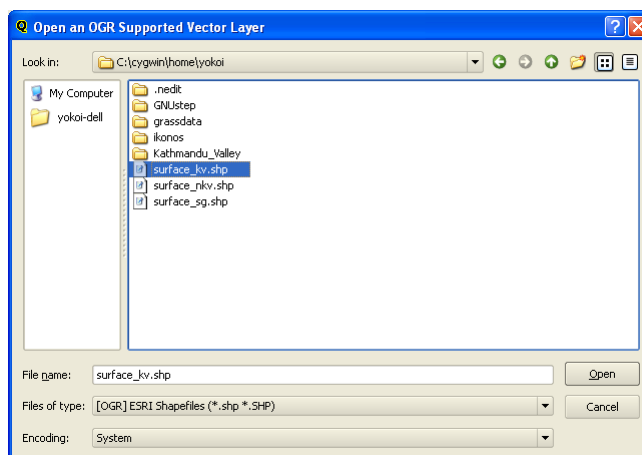 Open an OGR Supported Vector Layer
Look in: C:\cygwin\home\yokoi
My Computer
yokoi-dell
.nedit
GNUstep
grassdata
ikonos
Kathmandu_Valley
surface_kv.shp
surface_nkv.shp
surface_sg.shp
File name: surface_kv.shp Open
Files of type: [OGR] ESRI Shapefiles (*.shp *.SHP) Cancel
Encoding: System